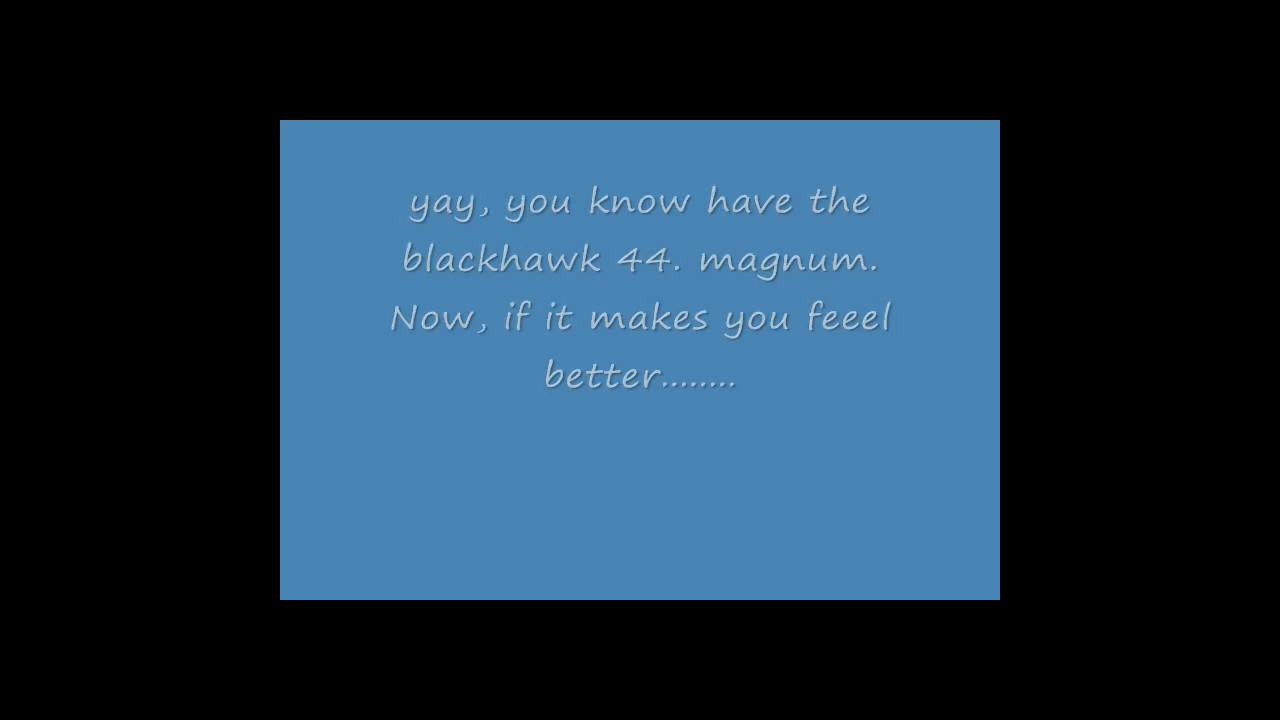 yay, you know have the
blackhawk 44. magnum.
Now, if it makes you feeel
better........